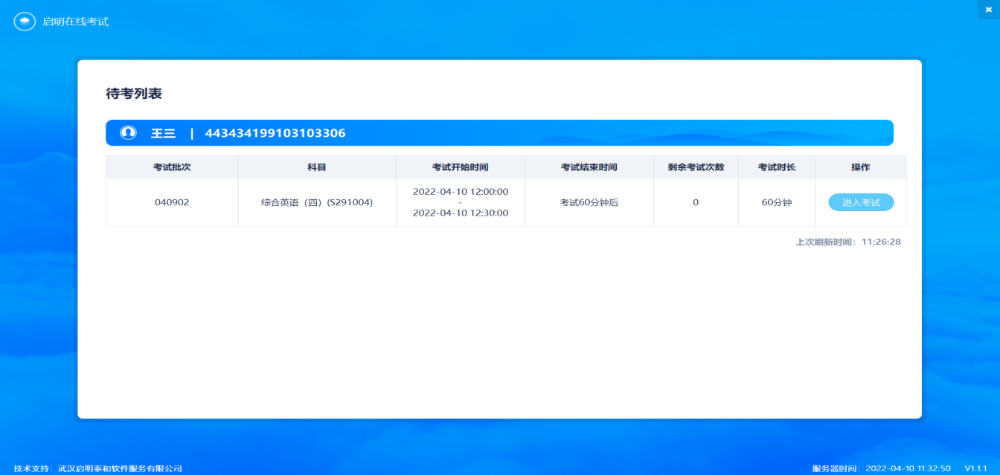 启明在线考试
待考列表
王三 | 443434199103103306
考试批次 科目 考试开始时间 考试结束时间 剩余考试次数 考试时长 操作
040902 综合英语（四）(S291004) 2022-04-10 12:00:00 - 2022-04-10 12:30:00 考试60分钟后 0 60分钟 进入考试
上次刷新时间：11:26:28
技术支持：武汉启明泰和软件服务有限公司 服务器时间：2022-04-10 11:32:50 V1.1.1